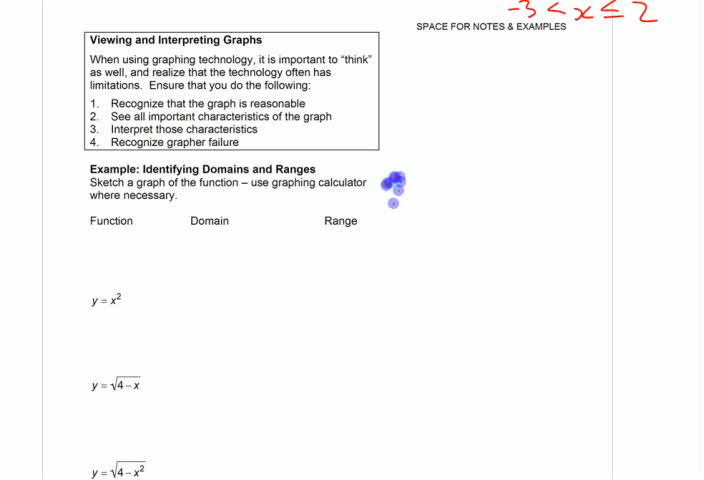 -3 < x ≤ 2
SPACE FOR NOTES & EXAMPLES
Viewing and Interpreting Graphs
When using graphing technology, it is important to “think”
as well, and realize that the technology often has
limitations. Ensure that you do the following:
1. Recognize that the graph is reasonable
2. See all important characteristics of the graph
3. Interpret those characteristics
4. Recognize grapher failure
Example: Identifying Domains and Ranges
Sketch a graph of the function – use graphing calculator
where necessary.
Function Domain Range
y = x²
y = √(4 – x)
y = √(4 – x²)